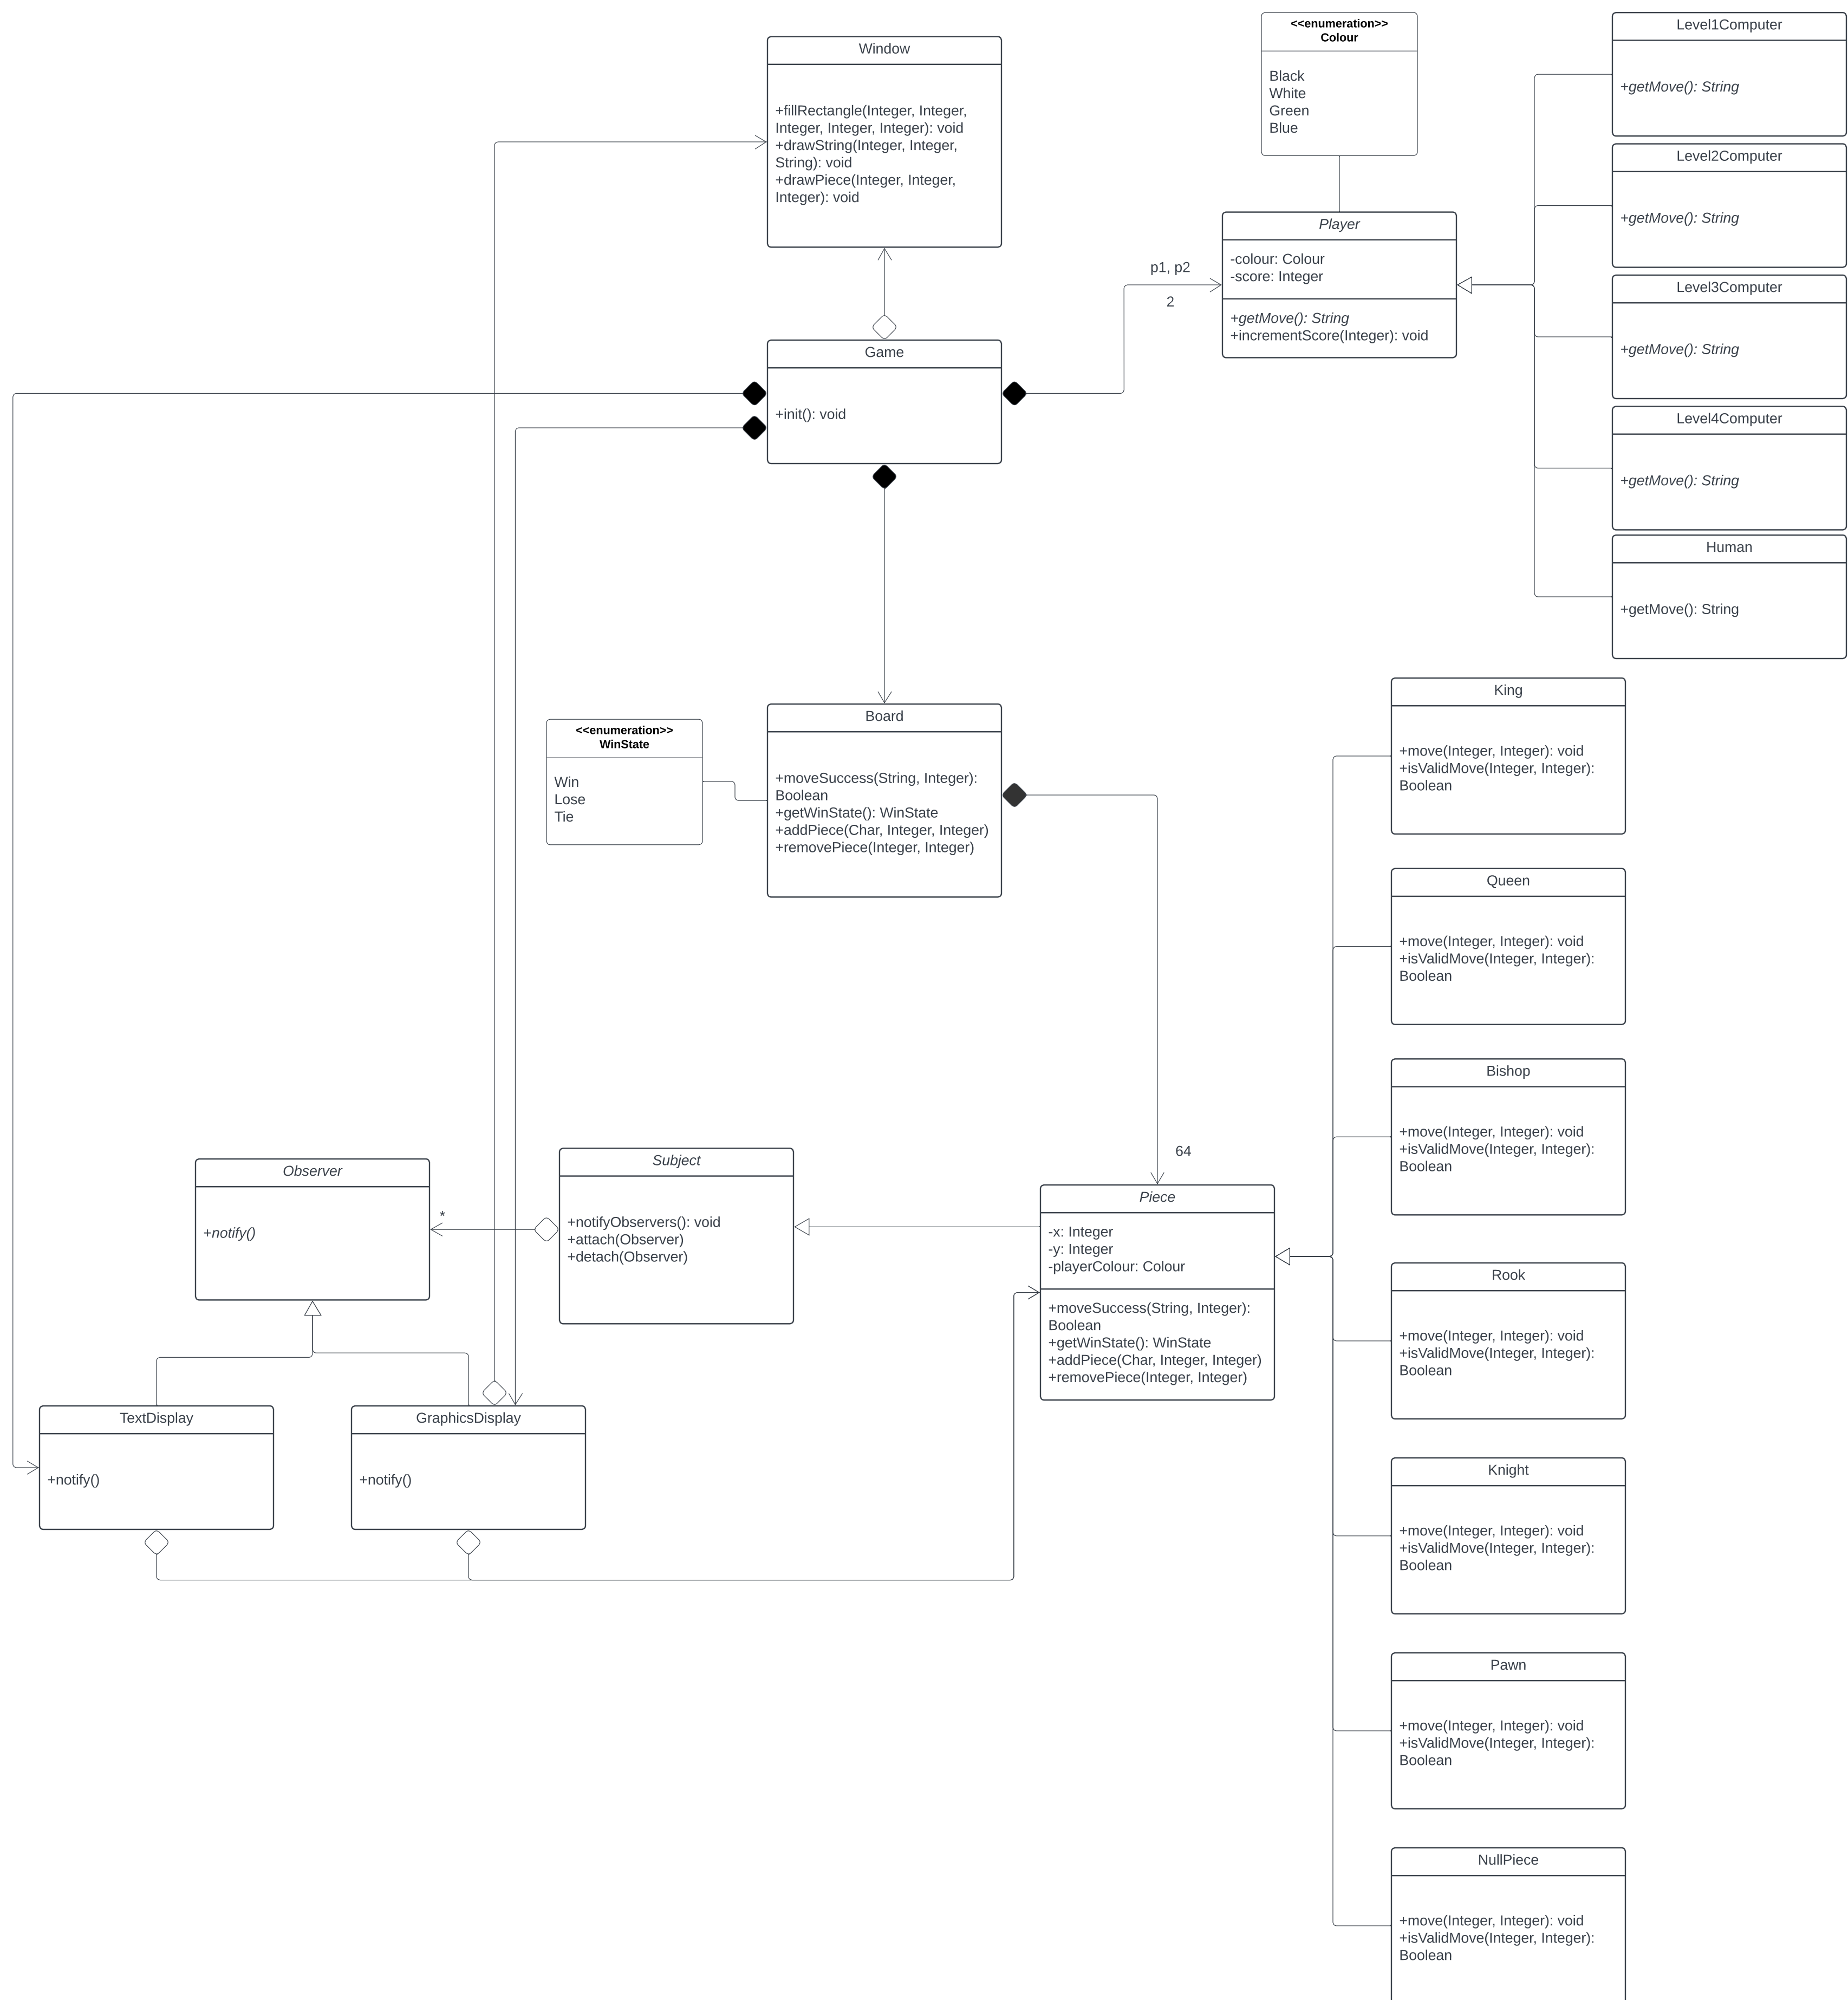 Window
+fillRectangle(Integer, Integer,
Integer, Integer, Integer): void
+drawString(Integer, Integer,
String): void
+drawPiece(Integer, Integer,
Integer): void
<<enumeration>>
Colour
Black
White
Green
Blue
Level1Computer
+getMove(): String
Level2Computer
+getMove(): String
Level3Computer
+getMove(): String
Level4Computer
+getMove(): String
Human
+getMove(): String
Player
-colour: Colour
-score: Integer
+getMove(): String
+incrementScore(Integer): void
p1, p2
2
Game
+init(): void
Board
+moveSuccess(String, Integer):
Boolean
+getWinState(): WinState
+addPiece(Char, Integer, Integer)
+removePiece(Integer, Integer)
<<enumeration>>
WinState
Win
Lose
Tie
King
+move(Integer, Integer): void
+isValidMove(Integer, Integer):
Boolean
Queen
+move(Integer, Integer): void
+isValidMove(Integer, Integer):
Boolean
Bishop
+move(Integer, Integer): void
+isValidMove(Integer, Integer):
Boolean
Rook
+move(Integer, Integer): void
+isValidMove(Integer, Integer):
Boolean
Knight
+move(Integer, Integer): void
+isValidMove(Integer, Integer):
Boolean
Pawn
+move(Integer, Integer): void
+isValidMove(Integer, Integer):
Boolean
NullPiece
+move(Integer, Integer): void
+isValidMove(Integer, Integer):
Boolean
64
Piece
-x: Integer
-y: Integer
-playerColour: Colour
+moveSuccess(String, Integer):
Boolean
+getWinState(): WinState
+addPiece(Char, Integer, Integer)
+removePiece(Integer, Integer)
Subject
+notifyObservers(): void
+attach(Observer)
+detach(Observer)
*
Observer
+notify()
TextDisplay
+notify()
GraphicsDisplay
+notify()